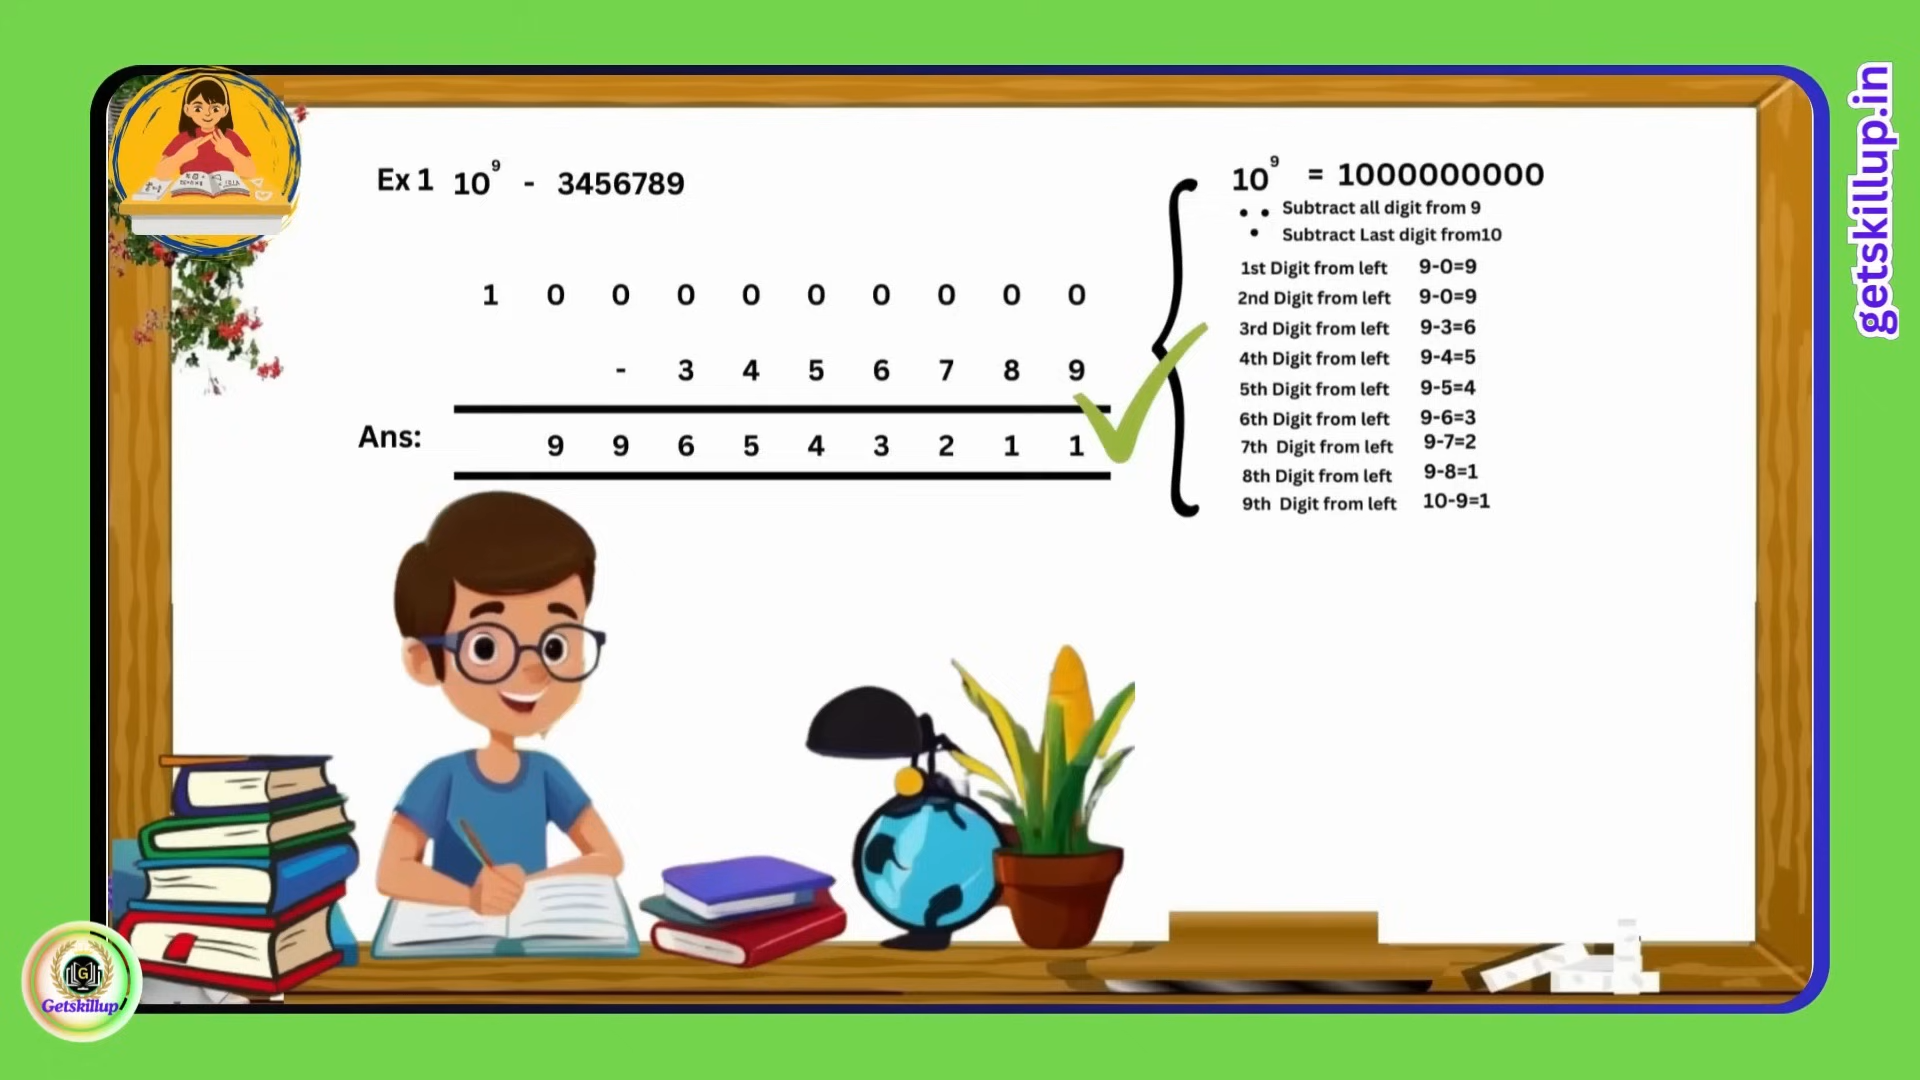 getskillup.in
Ex 1 10⁹ - 3456789
1 0 0 0 0 0 0 0 0 0
- 3 4 5 6 7 8 9
Ans: 9 9 6 5 4 3 2 1 1
10⁹ = 1000000000
Subtract all digit from 9
Subtract Last digit from10
1st Digit from left 9-0=9
2nd Digit from left 9-0=9
3rd Digit from left 9-3=6
4th Digit from left 9-4=5
5th Digit from left 9-5=4
6th Digit from left 9-6=3
7th Digit from left 9-7=2
8th Digit from left 9-8=1
9th Digit from left 10-9=1
G
Getskillup